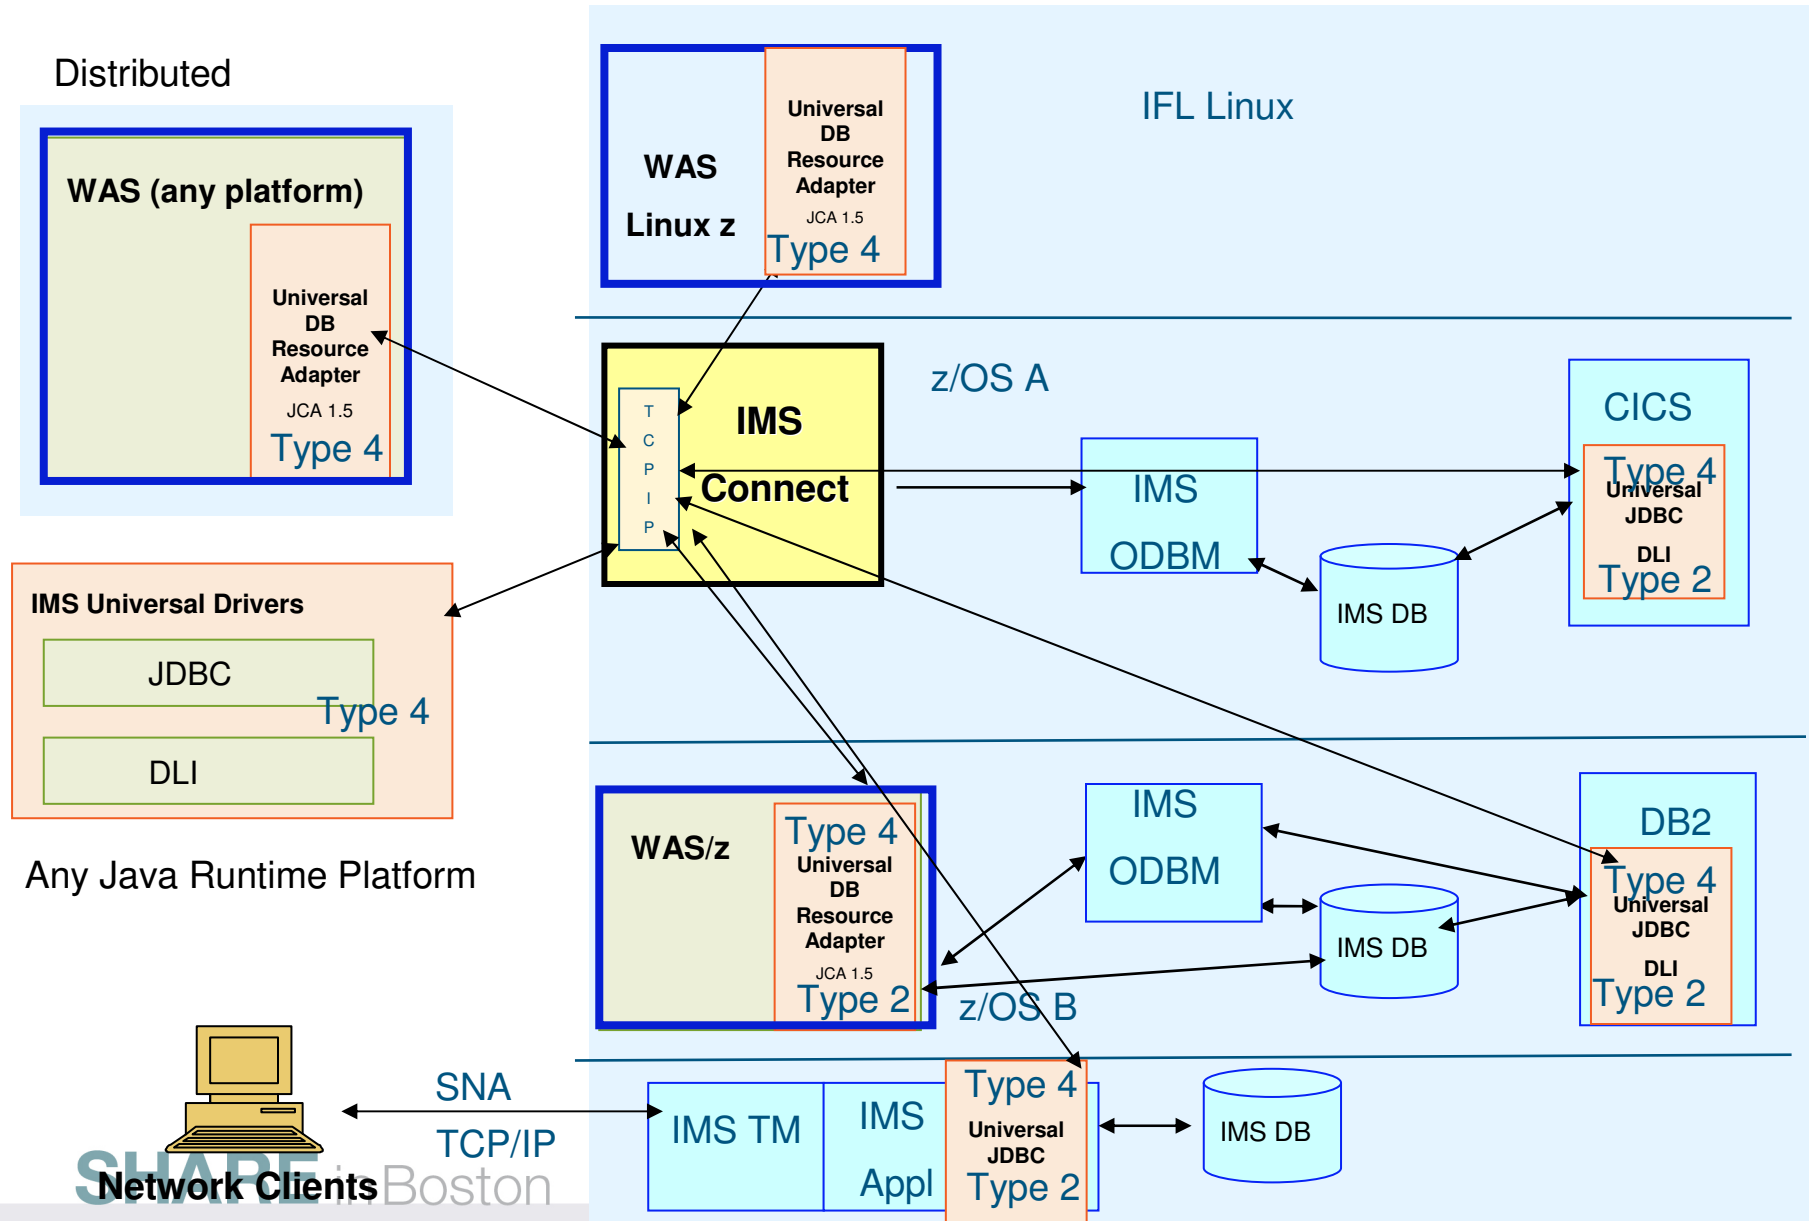 Distributed
WAS (any platform)
Universal
DB
Resource
Adapter
JCA 1.5
Type 4
IMS Universal Drivers
JDBC
Type 4
DLI
Any Java Runtime Platform
IFL Linux
WAS
Linux z
Universal
DB
Resource
Adapter
JCA 1.5
Type 4
z/OS A
T
C
P
I
P
IMS
Connect
IMS
ODBM
IMS DB
CICS
Type 4
Universal
JDBC
DLI
Type 2
WAS/z
Type 4
Universal
DB
Resource
Adapter
JCA 1.5
Type 2
z/OS B
IMS
ODBM
IMS DB
DB2
Type 4
Universal
JDBC
DLI
Type 2
SNA
TCP/IP
Network Clients
SHARE in Boston
IMS TM
IMS
Appl
Type 4
Universal
JDBC
Type 2
IMS DB